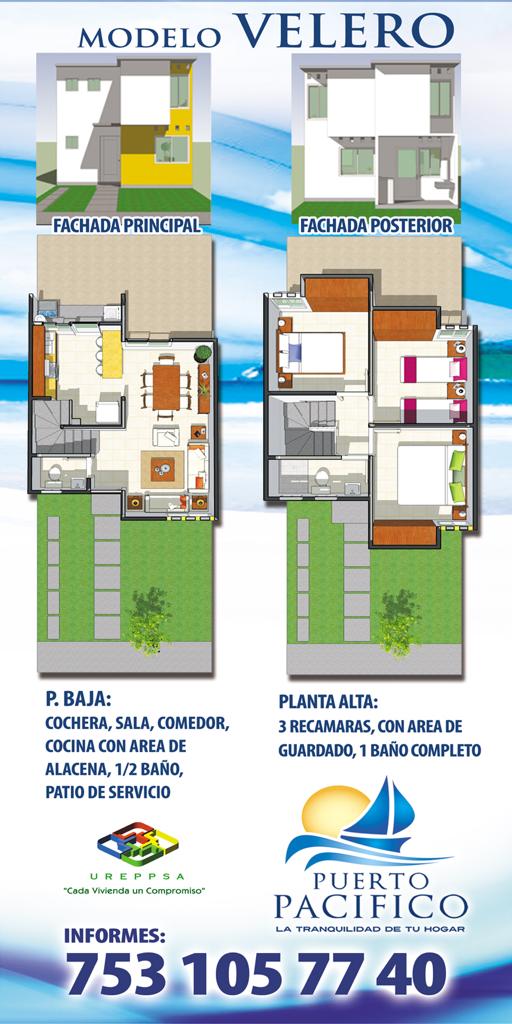 MODELO VELERO
FACHADA PRINCIPAL
FACHADA POSTERIOR
P. BAJA:
COCHERA, SALA, COMEDOR,
COCINA CON AREA DE
ALACENA, 1/2 BAÑO,
PATIO DE SERVICIO
PLANTA ALTA:
3 RECAMARAS, CON AREA DE
GUARDADO, 1 BAÑO COMPLETO
UREPPSA
"Cada Vivienda un Compromiso"
PUERTO
PACIFICO
LA TRANQUILIDAD DE TU HOGAR
INFORMES:
753 105 77 40